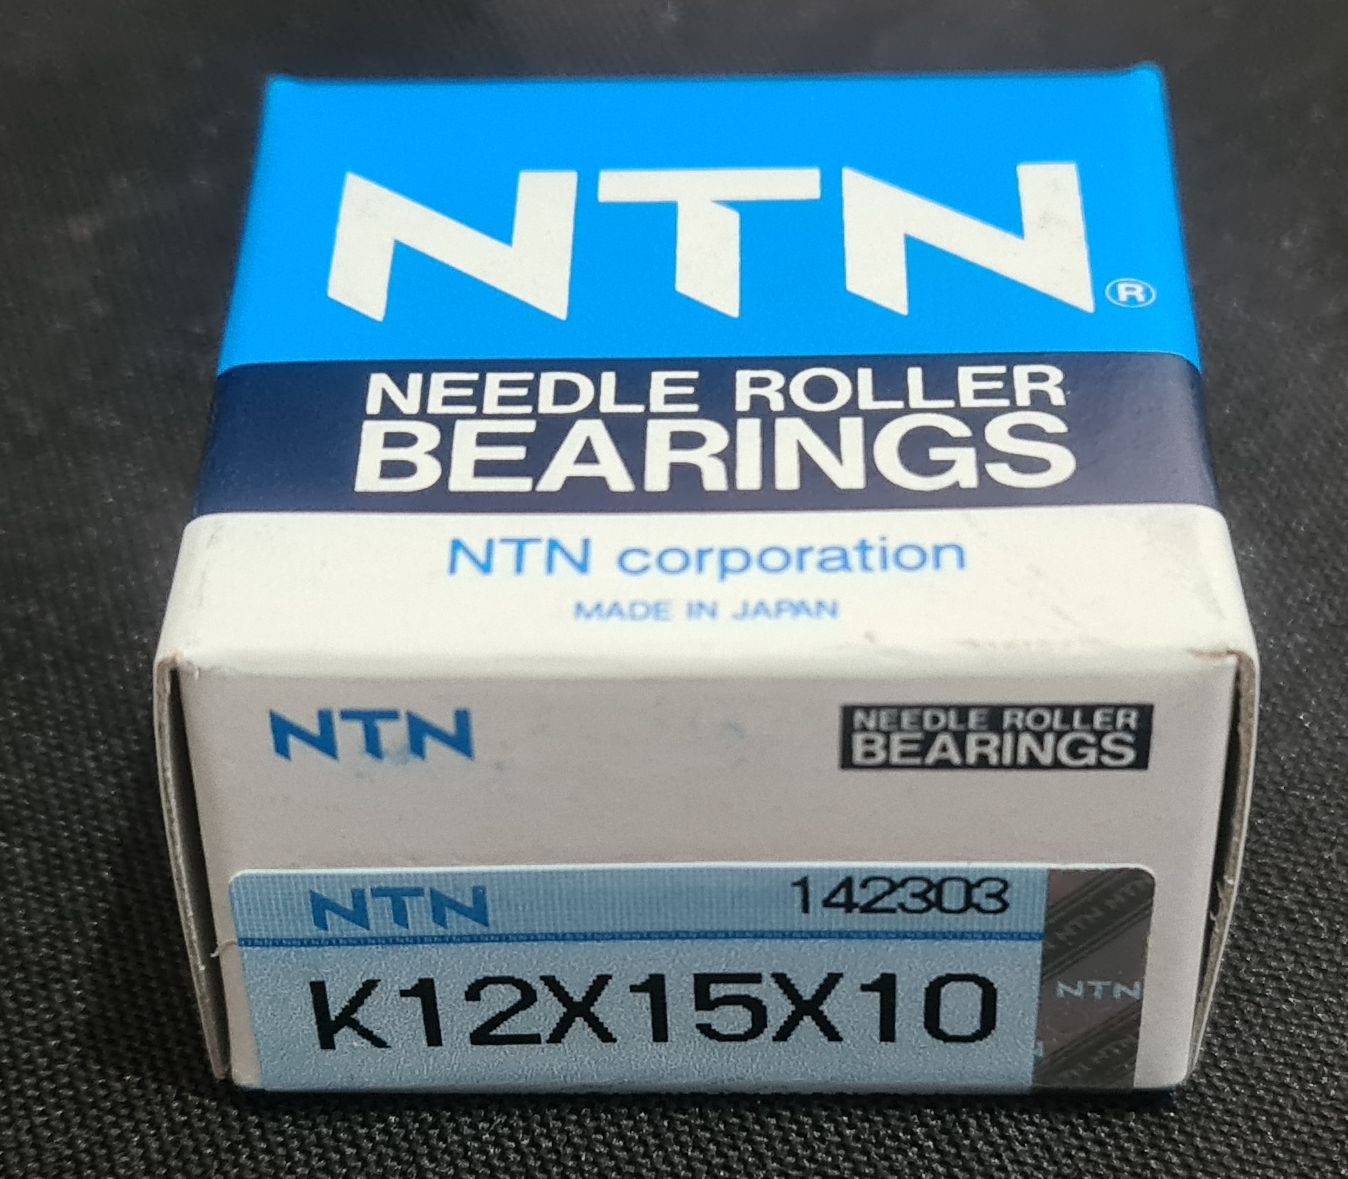 NTN®
NEEDLE ROLLER
BEARINGS
NTN corporation
MADE IN JAPAN
NTN
NEEDLE ROLLER
BEARINGS
NTN 142303
K12X15X10
NTN